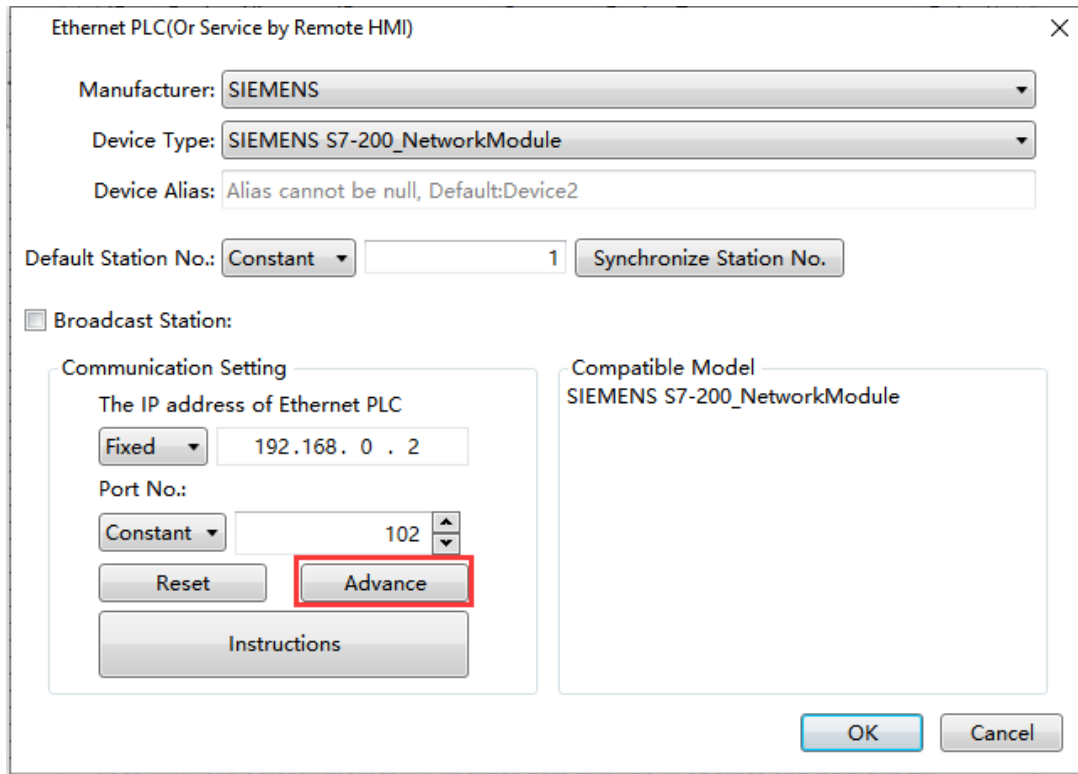 Ethernet PLC(Or Service by Remote HMI)
Manufacturer: SIEMENS
Device Type: SIEMENS S7-200_NetworkModule
Device Alias: Alias cannot be null, Default:Device2
Default Station No.: Constant 1 Synchronize Station No.
Broadcast Station:
Communication Setting
The IP address of Ethernet PLC
Fixed 192.168. 0 . 2
Port No.:
Constant 102
Reset Advance
Instructions
Compatible Model
SIEMENS S7-200_NetworkModule
OK Cancel